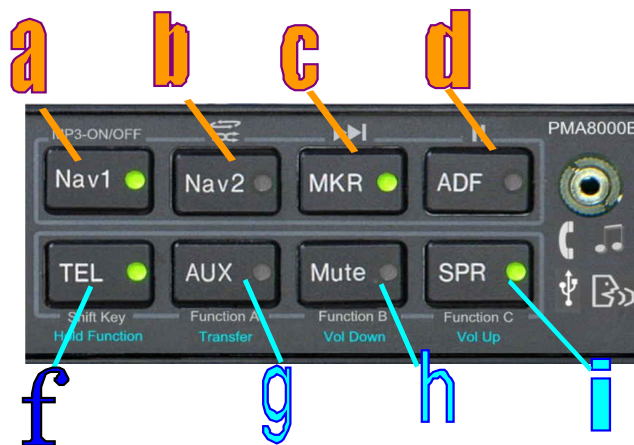 a b c d
MP3-ON/OFF PMA8000B
Nav1 Nav2 MKR ADF
TEL AUX Mute SPR
Shift Key Function A Function B Function C
Hold Function Transfer Vol Down Vol Up
f g h i